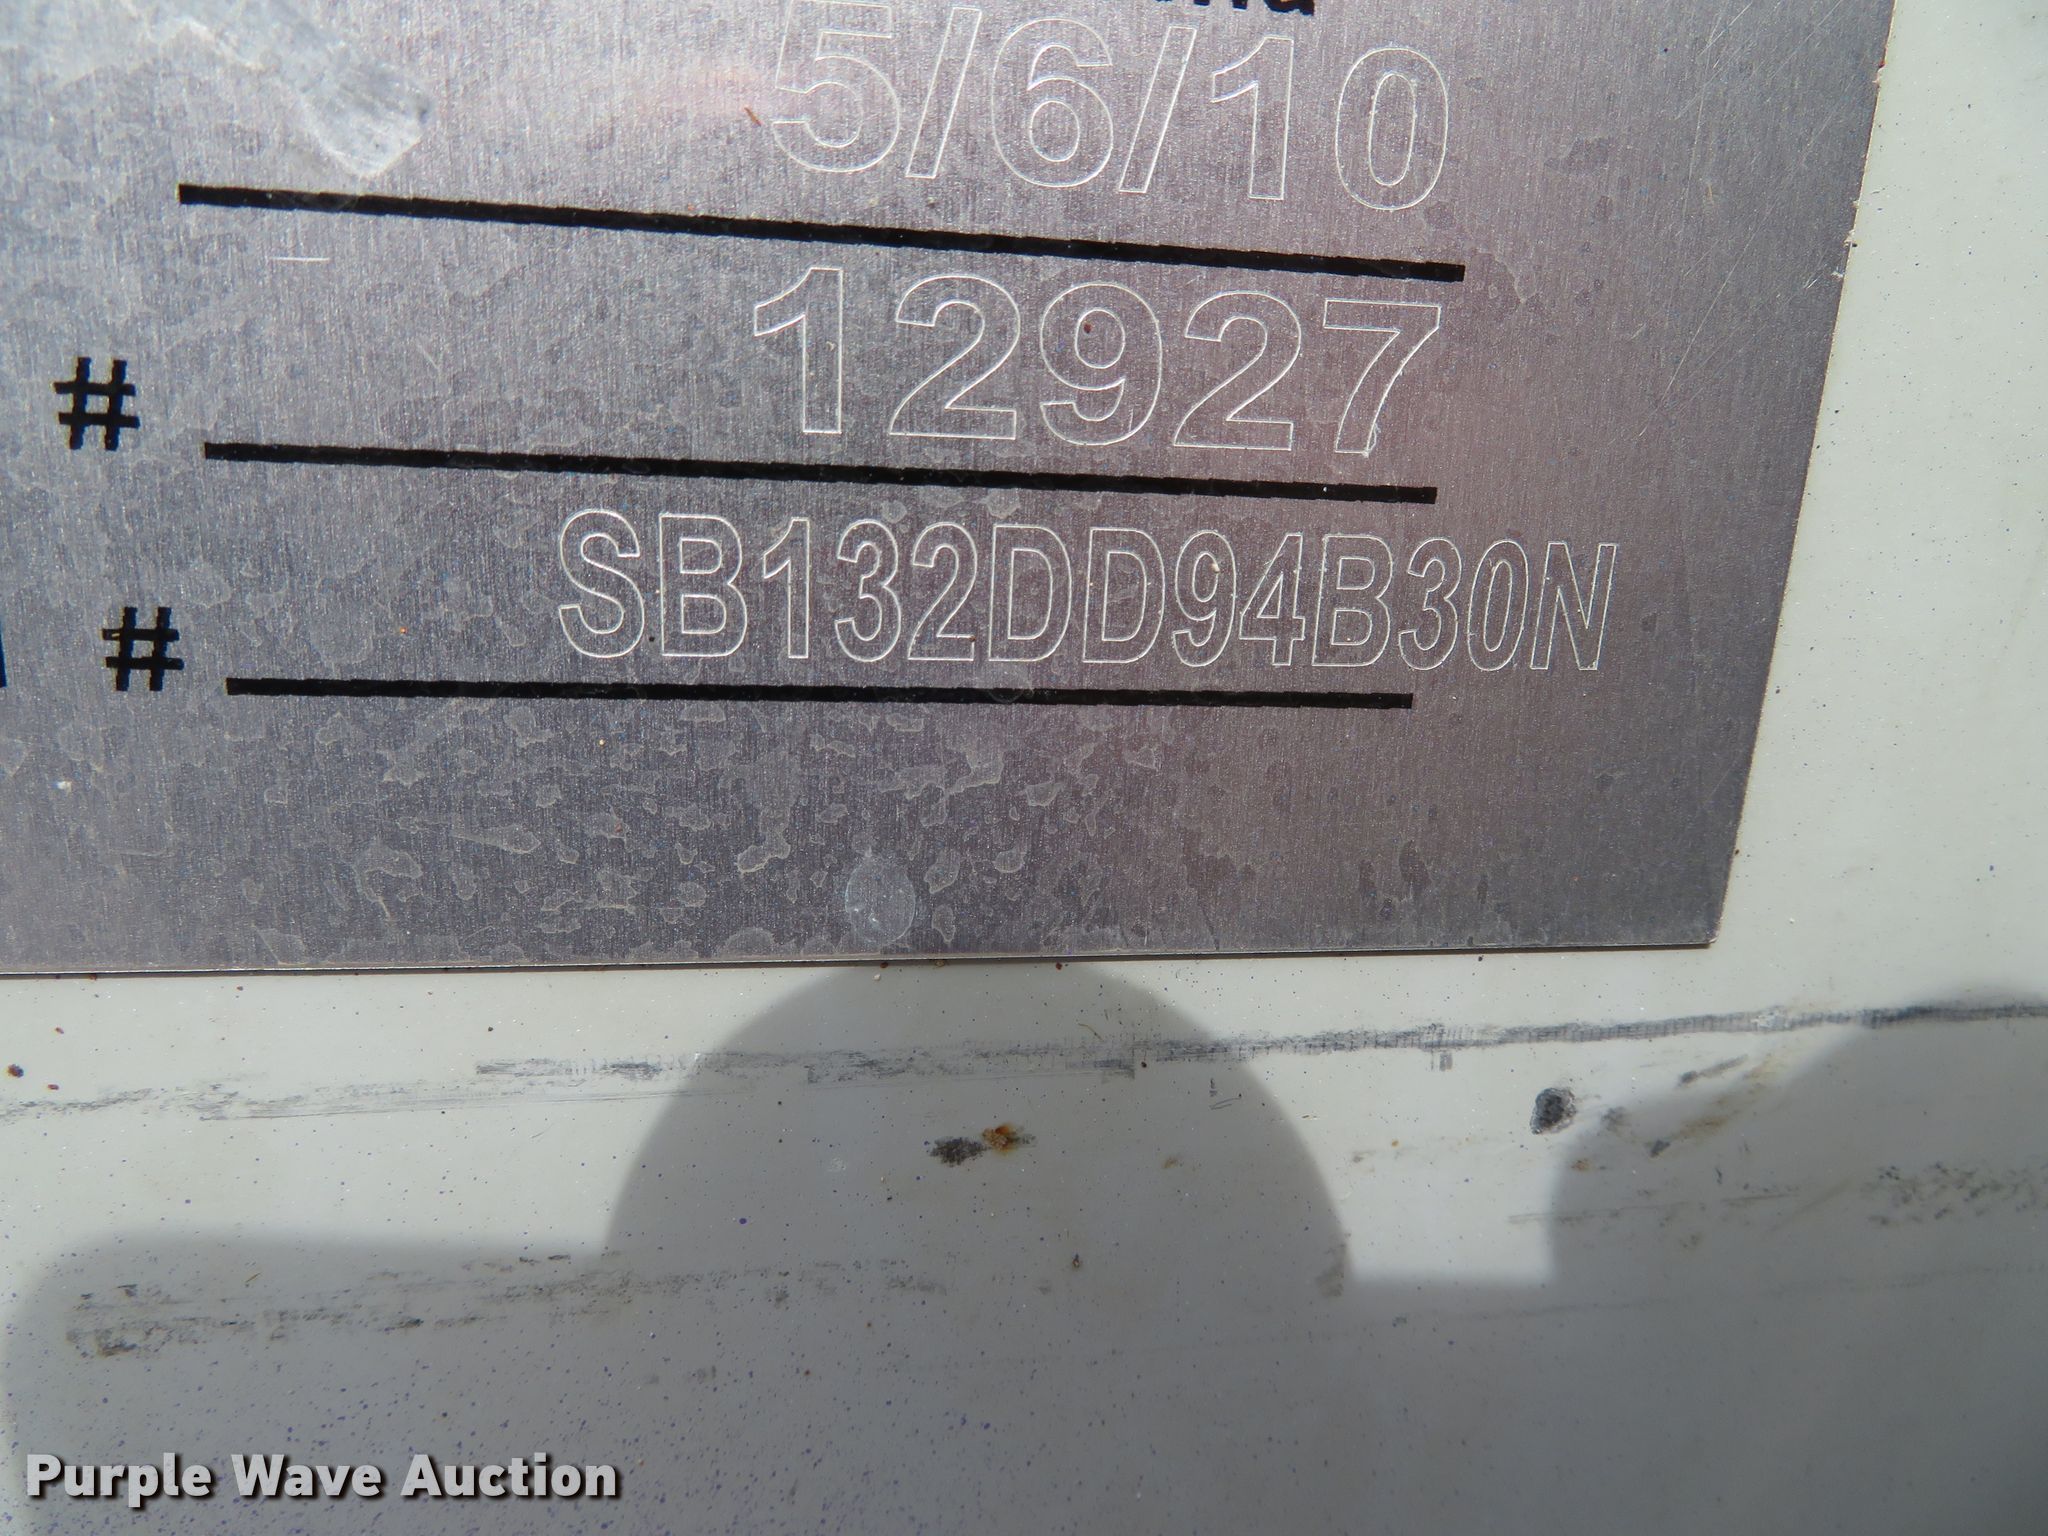 5/6/10
# 12927
# SB132DD94B30N
Purple Wave Auction